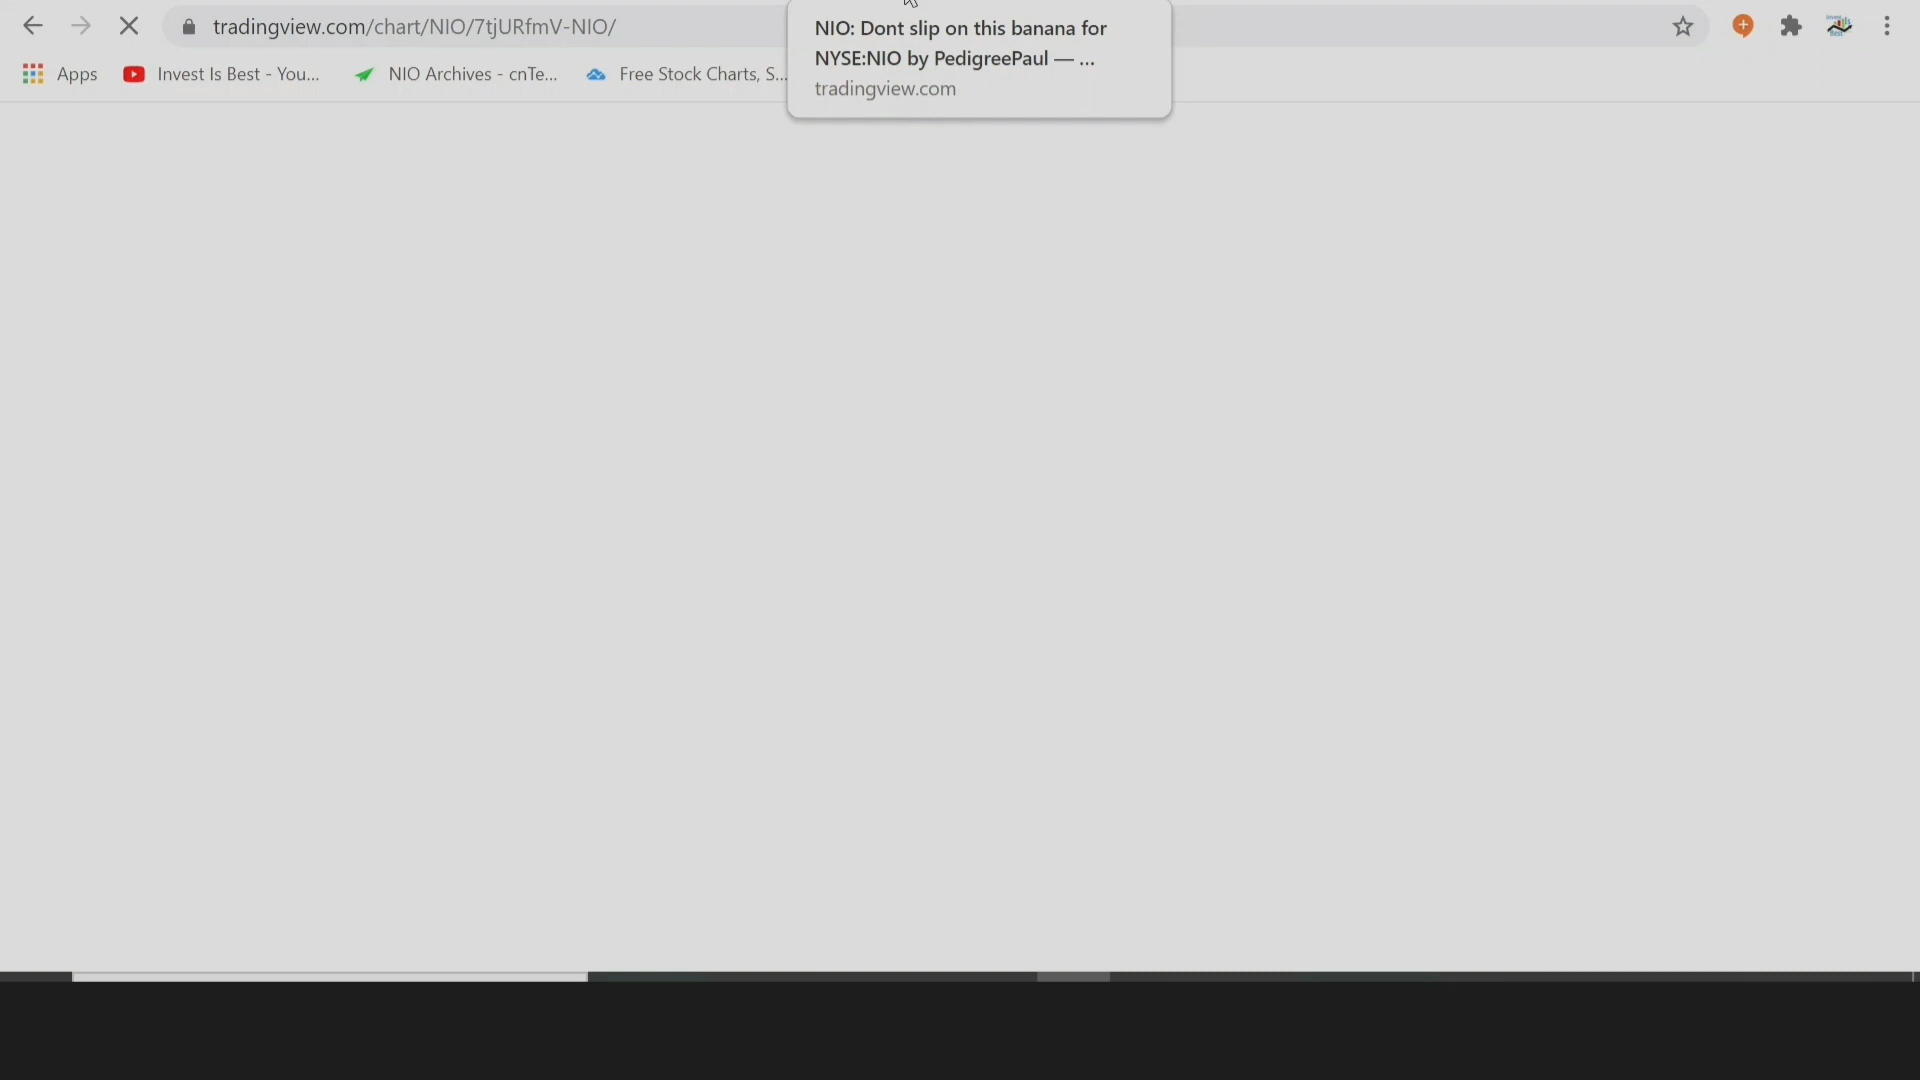 tradingview.com/chart/NIO/7tjURfmV-NIO/
NIO: Dont slip on this banana for
NYSE:NIO by PedigreePaul — ...
tradingview.com
Apps
Invest Is Best - You...
NIO Archives - cnTe...
Free Stock Charts, S...